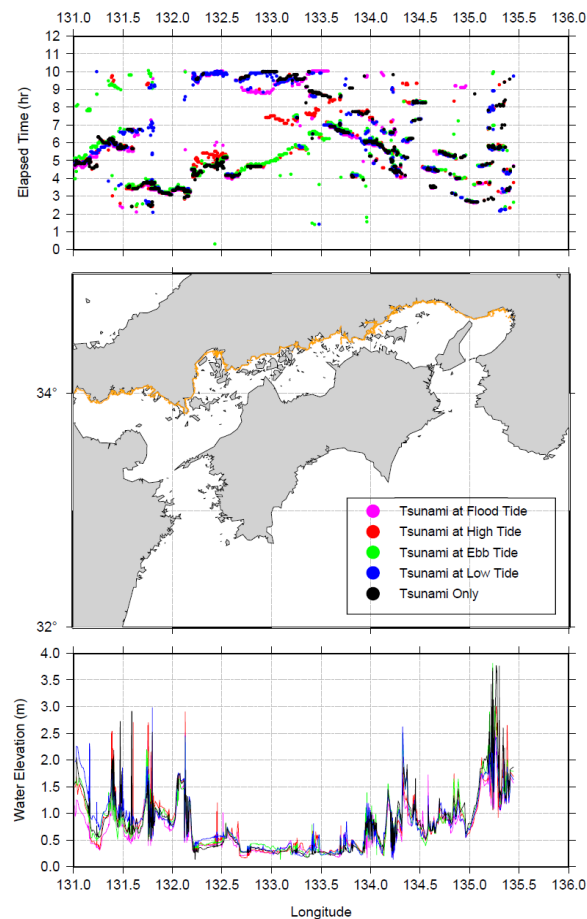 131.0 131.5 132.0 132.5 133.0 133.5 134.0 134.5 135.0 135.5 136.0
12
11
10
9
8
7
6
5
4
3
2
1
0
Elapsed Time (hr)
34°
32°
Tsunami at Flood Tide
Tsunami at High Tide
Tsunami at Ebb Tide
Tsunami at Low Tide
Tsunami Only
4.0
3.5
3.0
2.5
2.0
1.5
1.0
0.5
0.0
Water Elevation (m)
131.0 131.5 132.0 132.5 133.0 133.5 134.0 134.5 135.0 135.5 136.0
Longitude